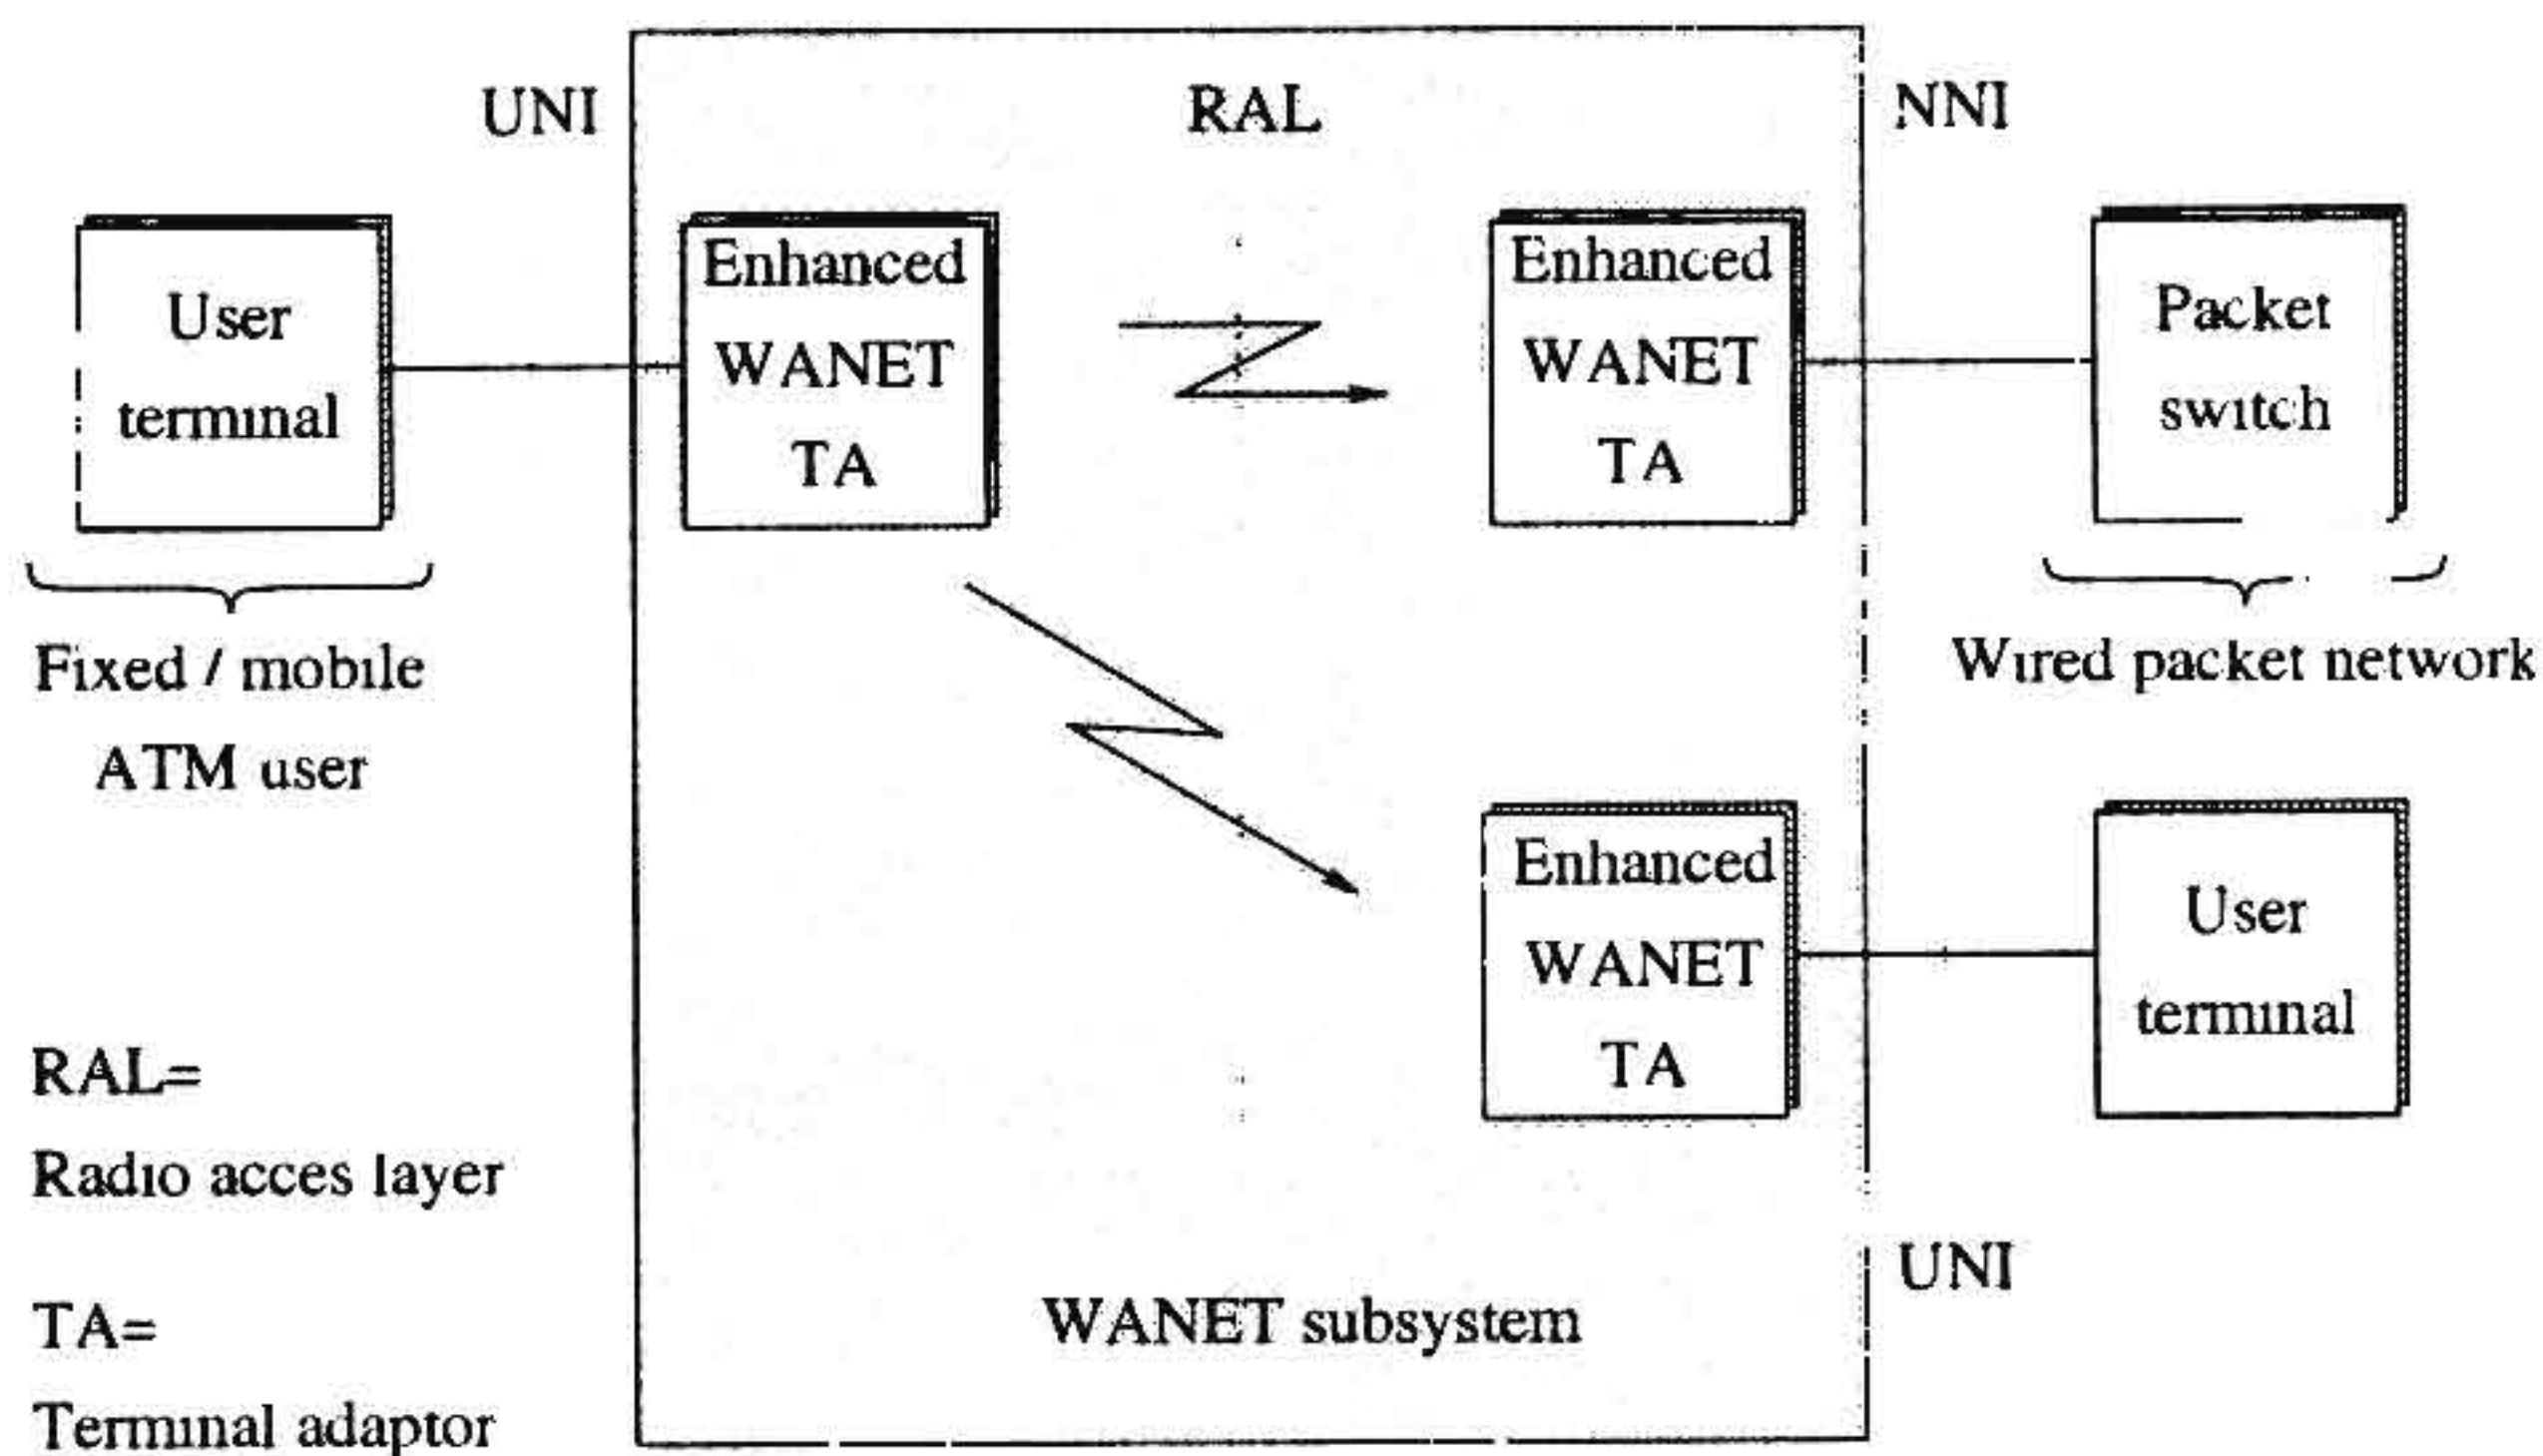 UNI
RAL
NNI
User
terminal
Enhanced
WANET
TA
Enhanced
WANET
TA
Packet
switch
Fixed / mobile
ATM user
Wired packet network
Enhanced
WANET
TA
User
terminal
RAL=
Radio acces layer
TA=
Terminal adaptor
UNI
WANET subsystem